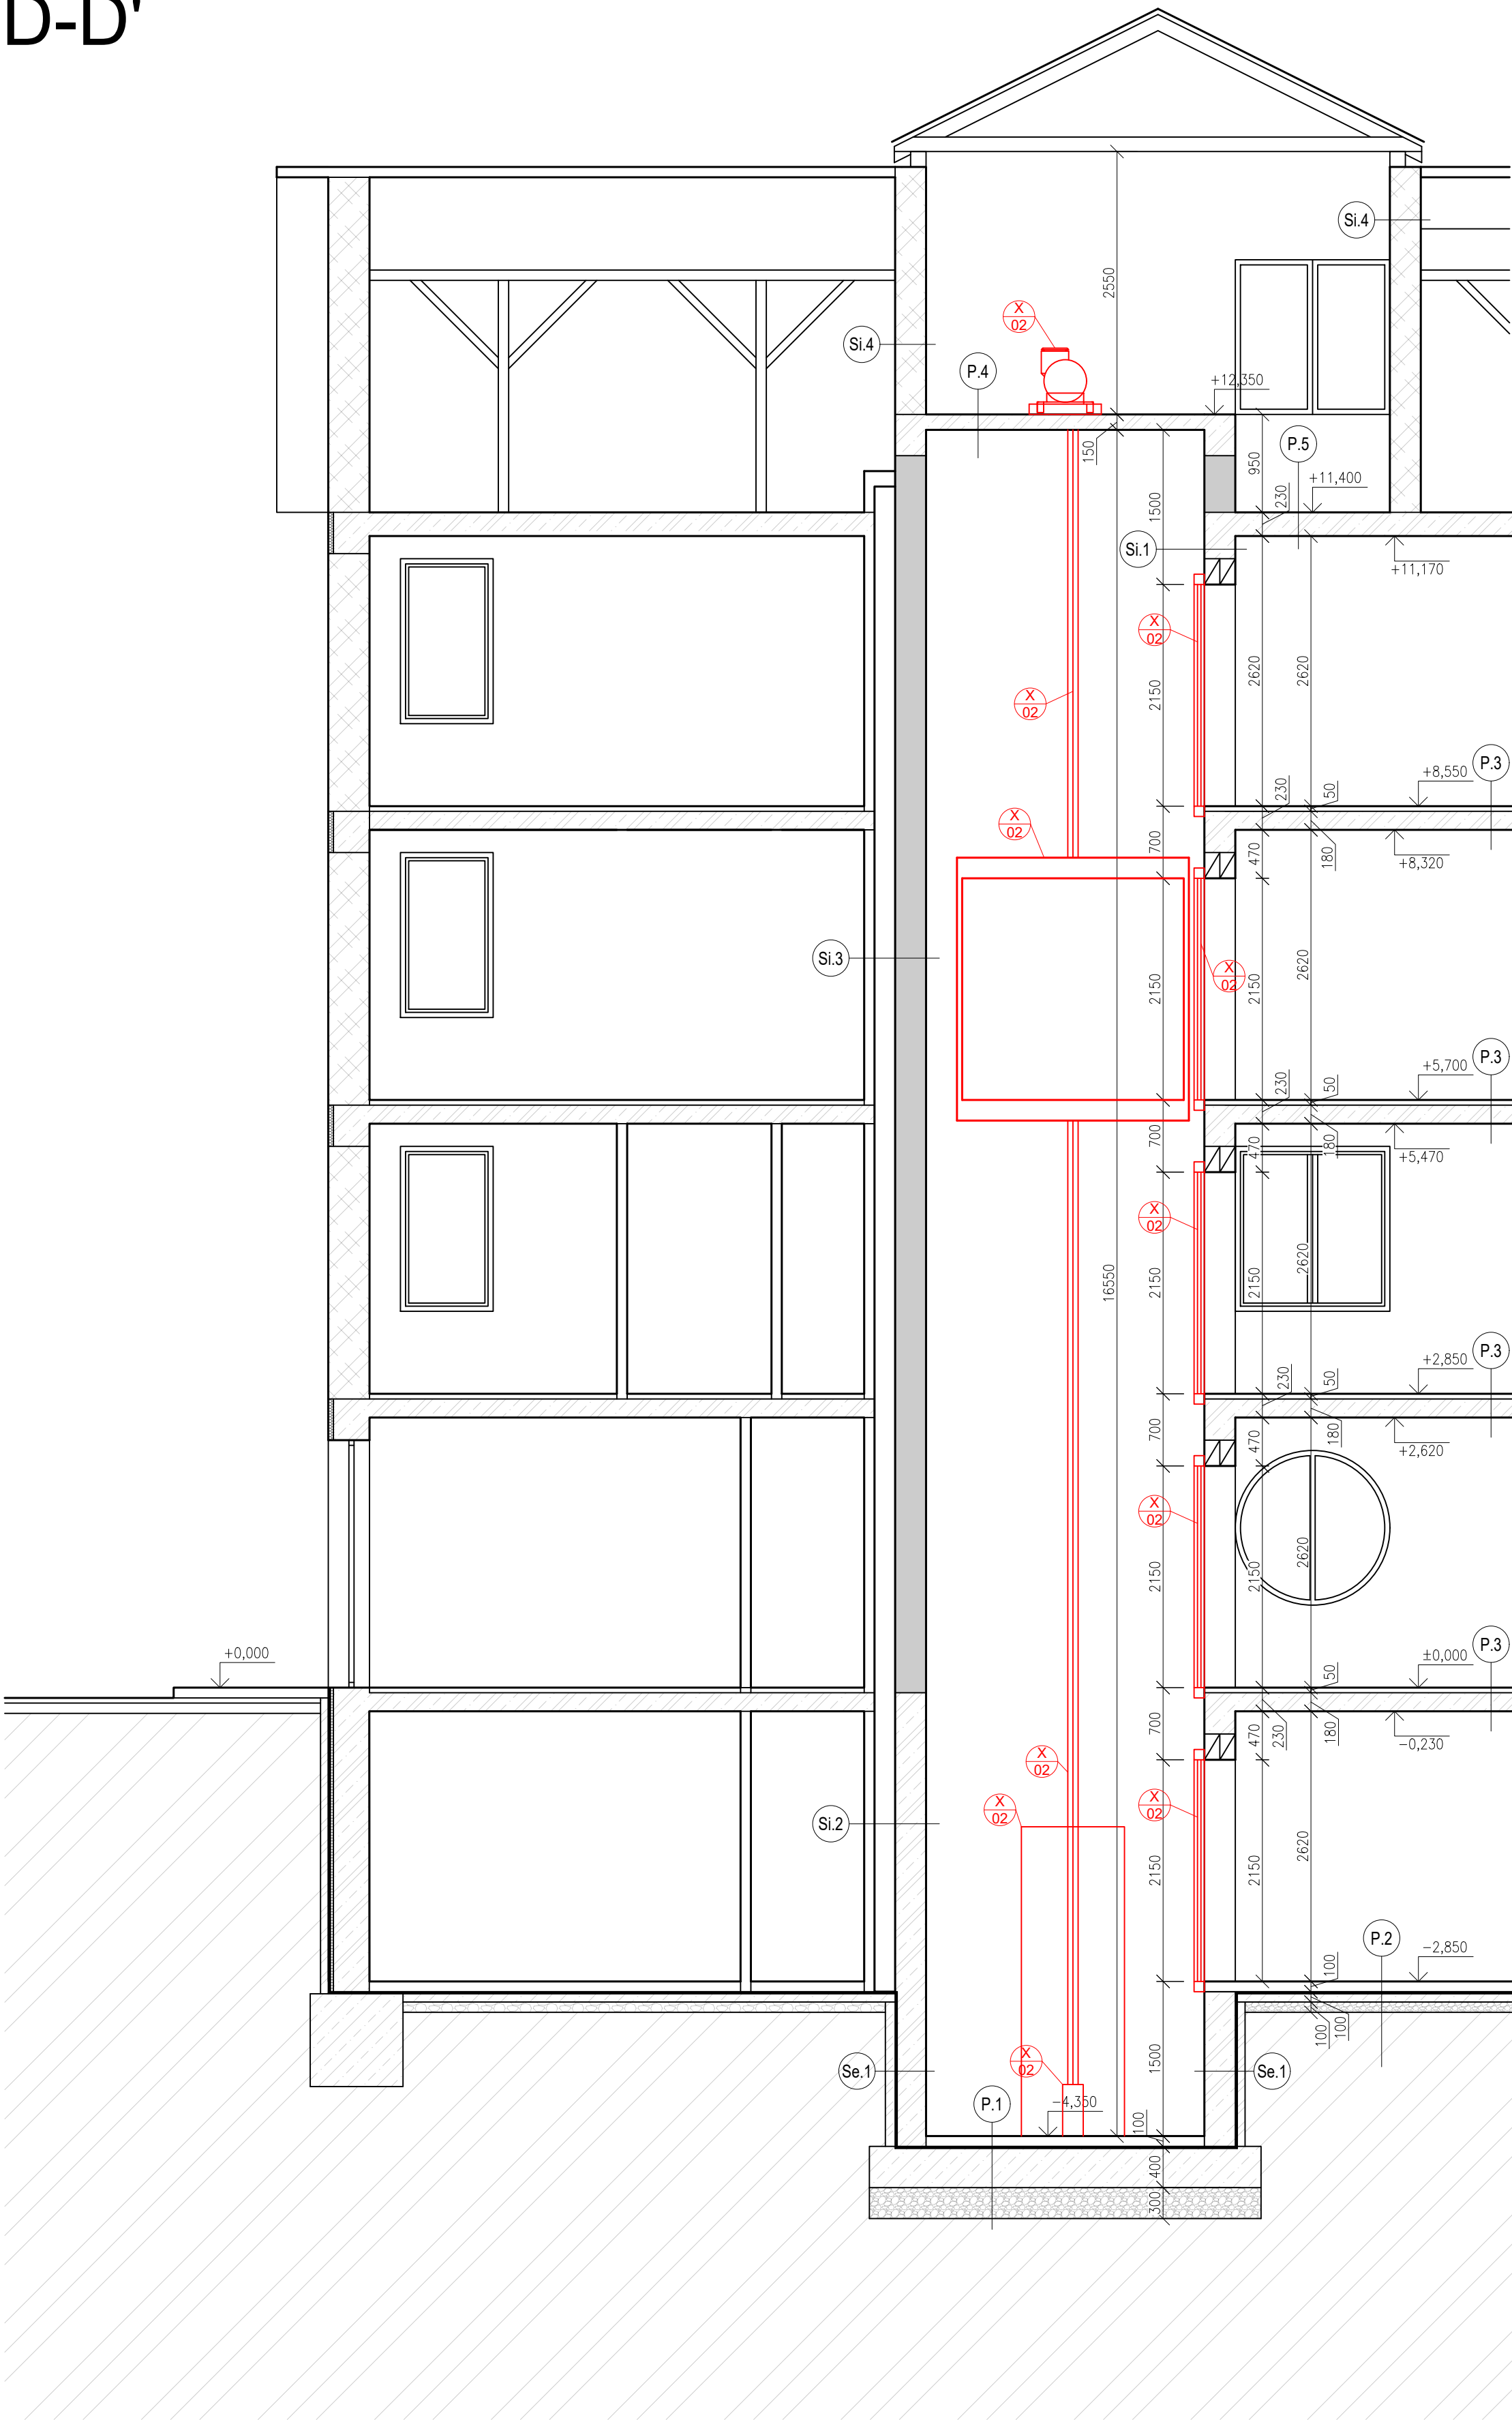 D-D'
Si.4
2550
X
02
Si.4
P.4
+12,350
P.5
150
950
+11,400
230
1500
Si.1
+11,170
X
02
2620
2620
X
02
2150
P.3
+8,550
230
50
X
02
700
470
180
+8,320
Si.3
2620
X
02
2150
2150
P.3
+5,700
230
50
700
470
180
+5,470
X
02
2620
16550
2150
2150
P.3
+2,850
230
50
700
470
180
+2,620
X
02
2620
2150
2150
+0,000
P.3
±0,000
50
700
470
230
180
-0,230
X
02
X
02
X
02
Si.2
2620
2150
2150
P.2
-2,850
100
100
100
X
02
1500
Se.1
Se.1
P.1
-4,350
100
400
300